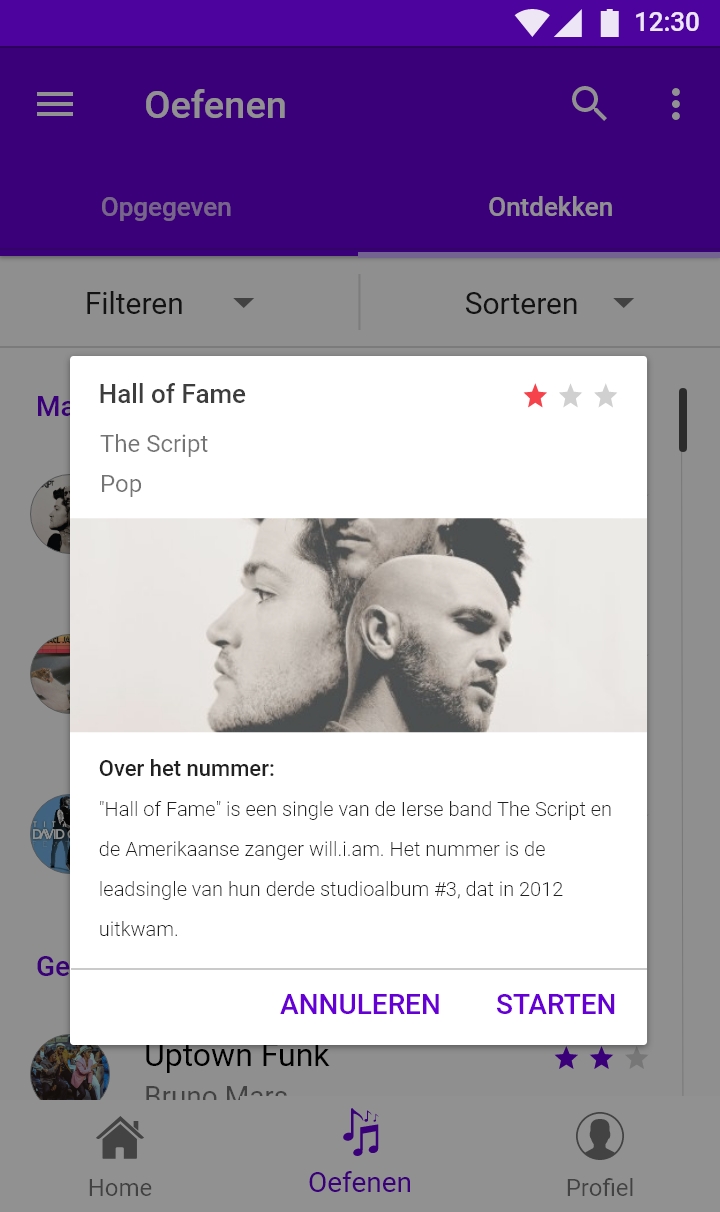 12:30
Oefenen
Opgegeven
Ontdekken
Filteren
Sorteren
Hall of Fame
The Script
Pop
Over het nummer:
"Hall of Fame" is een single van de Ierse band The Script en
de Amerikaanse zanger will.i.am. Het nummer is de
leadsingle van hun derde studioalbum #3, dat in 2012
uitkwam.
ANNULEREN
STARTEN
Uptown Funk
Bruno Mars
Home
Oefenen
Profiel